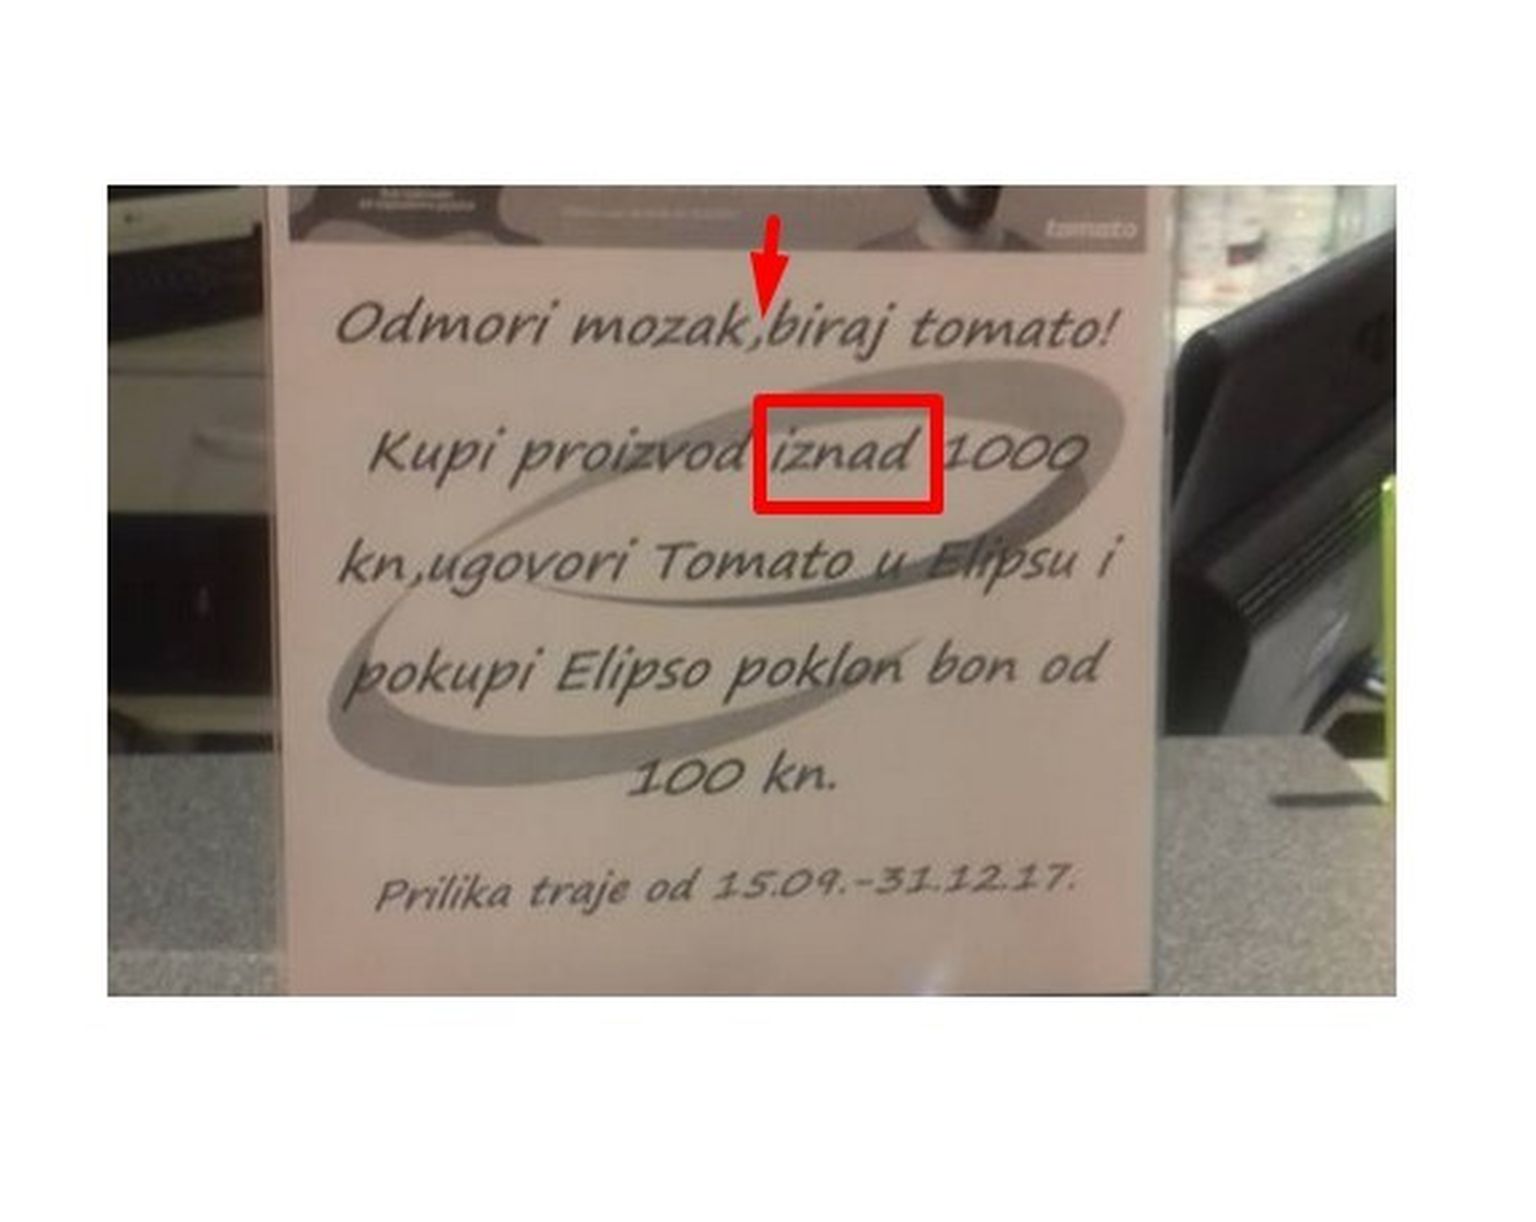 tomato
Odmori mozak,biraj tomato!
Kupi proizvod iznad 1000
kn,ugovori Tomato u Elipsu i
pokupi Elipso poklon bon od
100 kn.
Prilika traje od 15.09.-31.12.17.